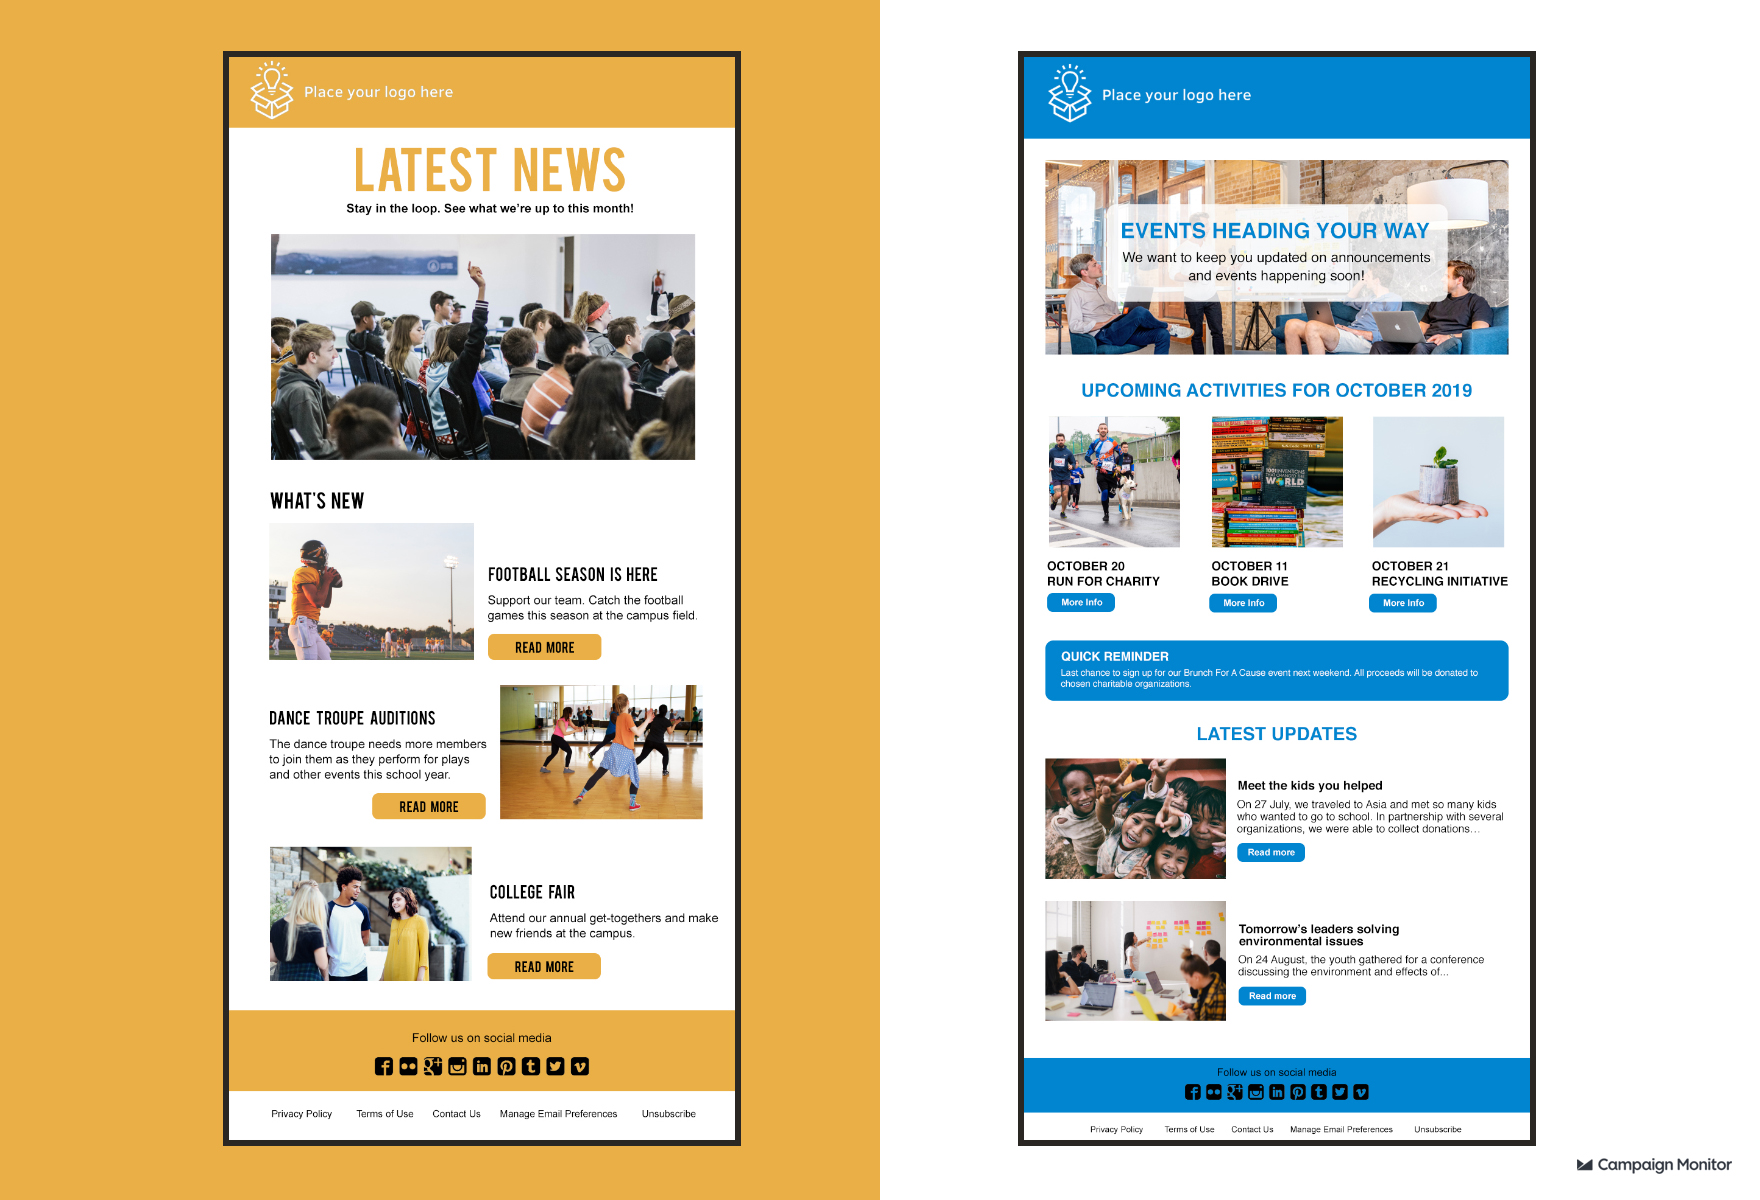 Place your logo here
LATEST NEWS
Stay in the loop. See what we're up to this month!
WHAT'S NEW
FOOTBALL SEASON IS HERE
Support our team. Catch the football
games this season at the campus field.
READ MORE
DANCE TROUPE AUDITIONS
The dance troupe needs more members
to join them as they perform for plays
and other events this school year.
READ MORE
COLLEGE FAIR
Attend our annual get-togethers and make
new friends at the campus.
READ MORE
Follow us on social media
Privacy Policy Terms of Use Contact Us Manage Email Preferences Unsubscribe
Place your logo here
EVENTS HEADING YOUR WAY
We want to keep you updated on announcements
and events happening soon!
UPCOMING ACTIVITIES FOR OCTOBER 2019
WORLD
OCTOBER 20
RUN FOR CHARITY
More Info
OCTOBER 11
BOOK DRIVE
More Info
OCTOBER 21
RECYCLING INITIATIVE
More Info
QUICK REMINDER
Last chance to sign up for our Brunch For A Cause event next weekend. All proceeds will be donated to
chosen charitable organizations.
LATEST UPDATES
Meet the kids you helped
On 27 July, we traveled to Asia and met so many kids
who wanted to go to school. In partnership with several
organizations, we were able to collect donations...
Read more
Tomorrow's leaders solving
environmental issues
On 24 August, the youth gathered for a conference
discussing the environment and effects of...
Read more
Follow us on social media
Privacy Policy Terms of Use Contact Us Manage Email Preferences Unsubscribe
Campaign Monitor